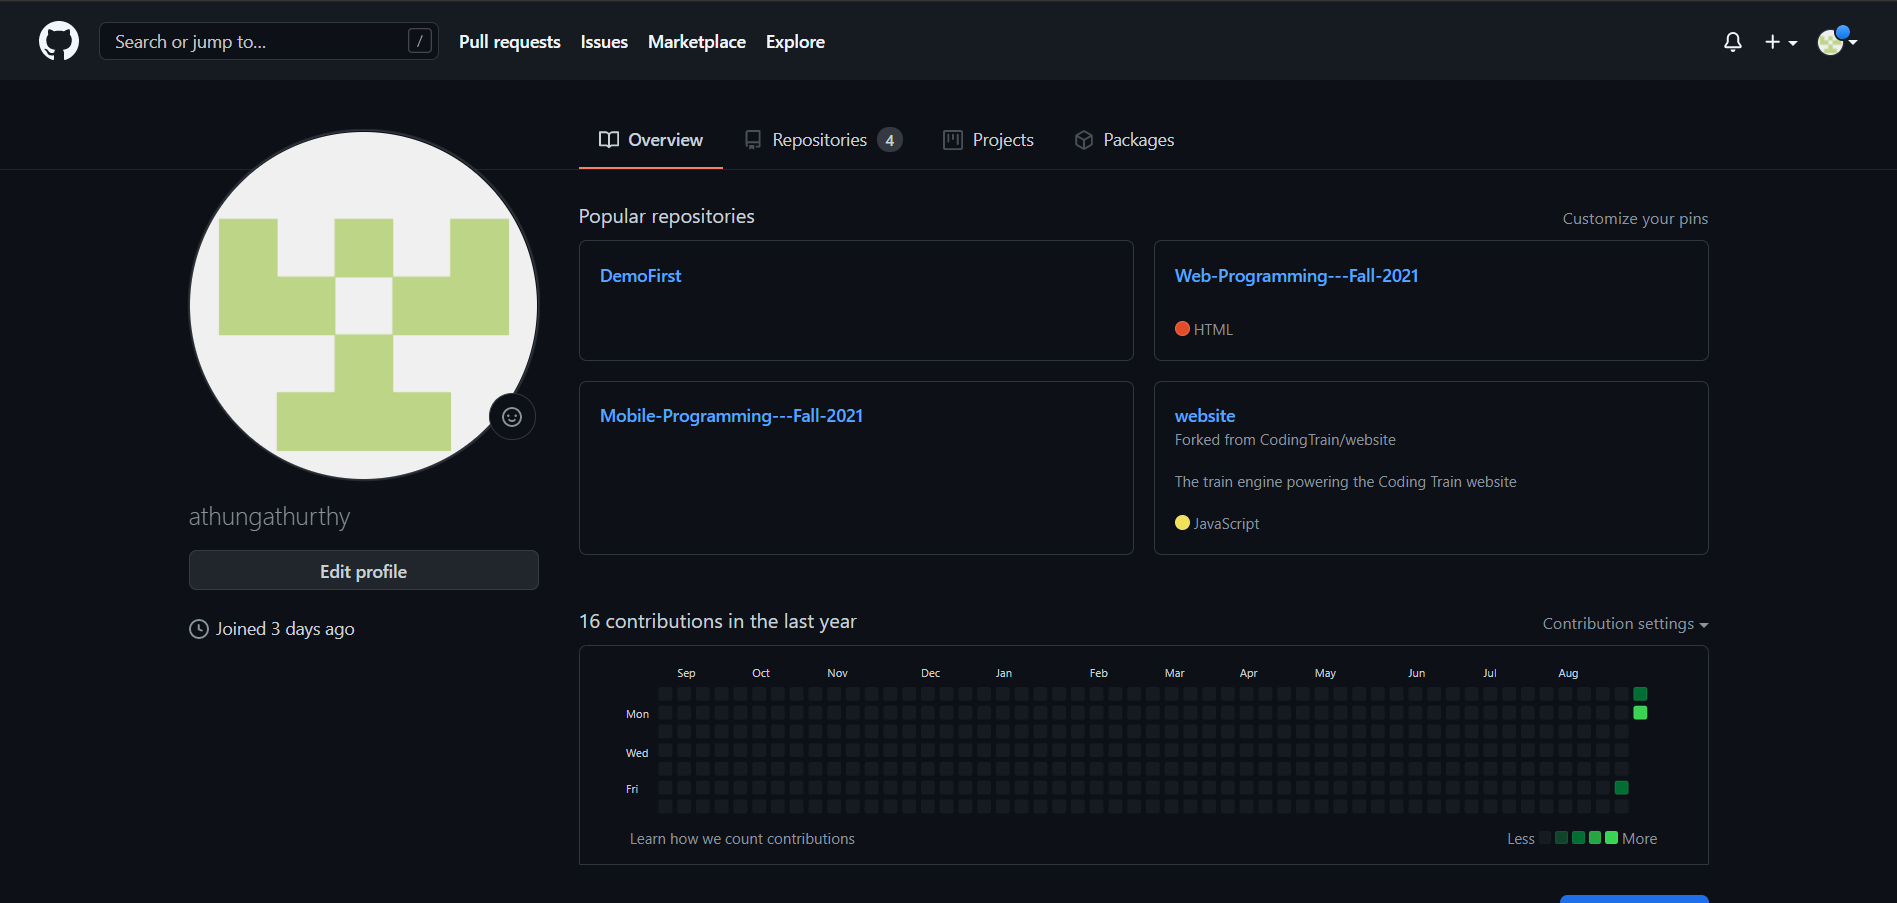 Search or jump to... /
Pull requests Issues Marketplace Explore
Overview Repositories 4 Projects Packages
Popular repositories
Customize your pins
DemoFirst
Web-Programming---Fall-2021
HTML
Mobile-Programming---Fall-2021
website
Forked from CodingTrain/website
The train engine powering the Coding Train website
JavaScript
athungathurthy
Edit profile
Joined 3 days ago
16 contributions in the last year
Contribution settings
Sep Oct Nov Dec Jan Feb Mar Apr May Jun Jul Aug
Mon
Wed
Fri
Learn how we count contributions
Less More